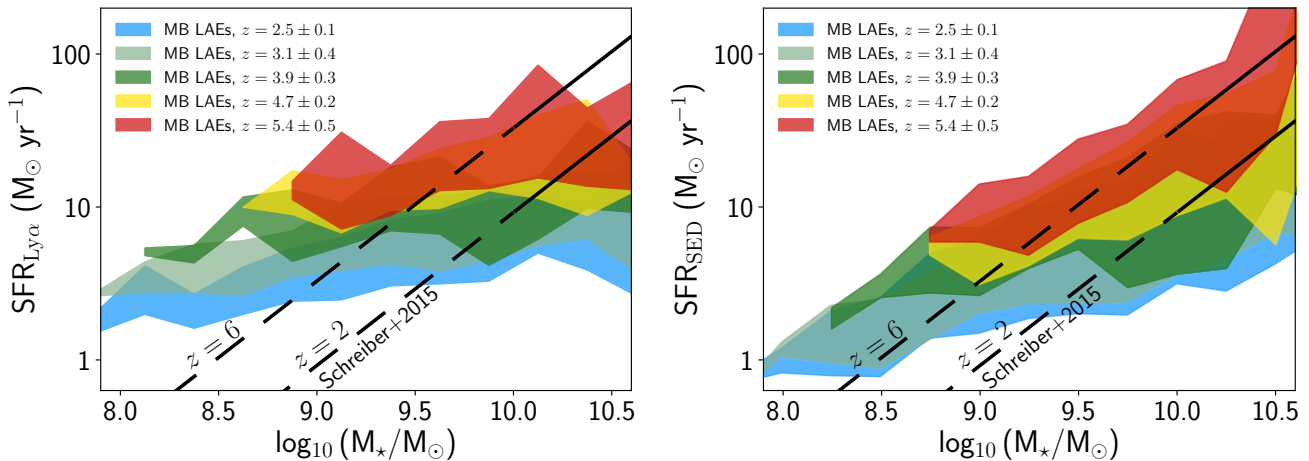 MB LAEs, z = 2.5 ± 0.1
MB LAEs, z = 3.1 ± 0.4
MB LAEs, z = 3.9 ± 0.3
MB LAEs, z = 4.7 ± 0.2
MB LAEs, z = 5.4 ± 0.5
100
10
1
SFR_Lyα (M⊙ yr⁻¹)
z = 6
z = 2
Schreiber+2015
8.0 8.5 9.0 9.5 10.0 10.5
log₁₀ (M⋆/M⊙)
MB LAEs, z = 2.5 ± 0.1
MB LAEs, z = 3.1 ± 0.4
MB LAEs, z = 3.9 ± 0.3
MB LAEs, z = 4.7 ± 0.2
MB LAEs, z = 5.4 ± 0.5
100
10
1
SFR_SED (M⊙ yr⁻¹)
z = 6
z = 2
Schreiber+2015
8.0 8.5 9.0 9.5 10.0 10.5
log₁₀ (M⋆/M⊙)